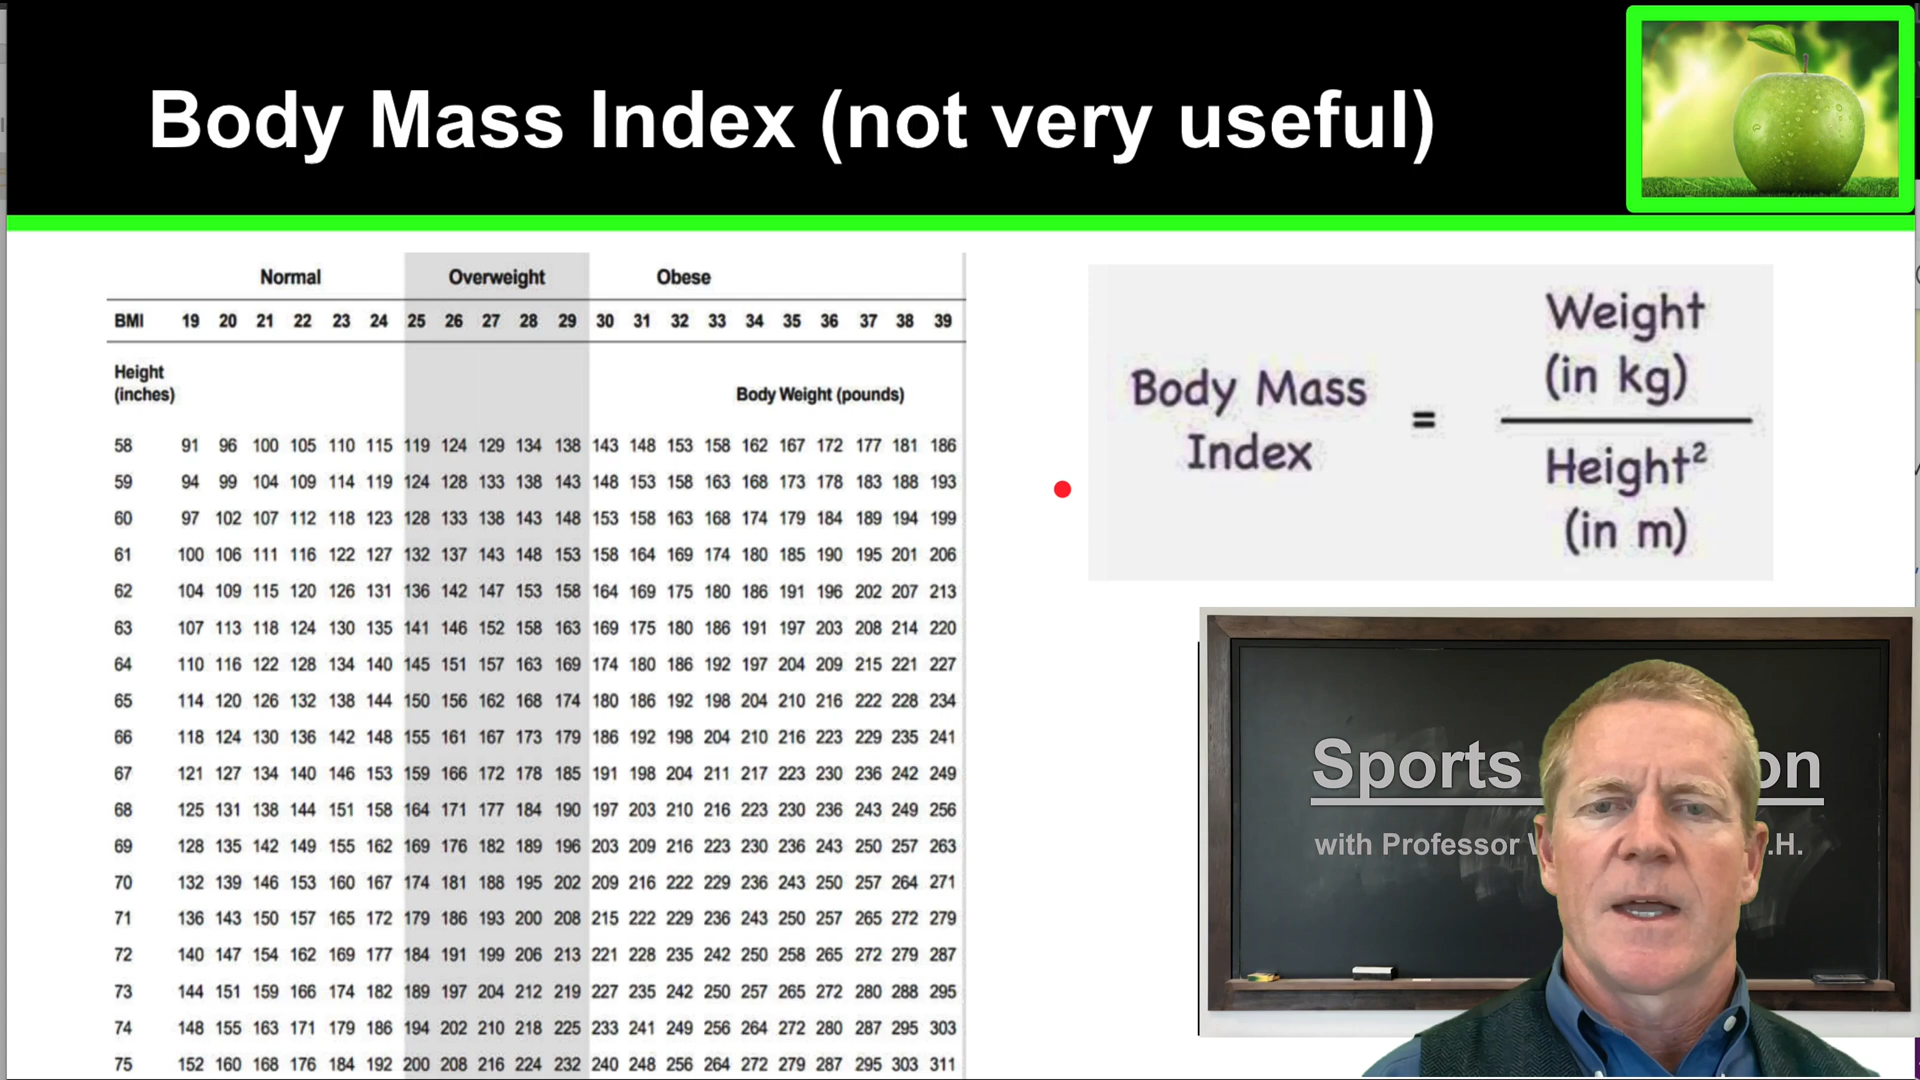 Body Mass Index (not very useful)
Normal Overweight Obese
BMI 19 20 21 22 23 24 25 26 27 28 29 30 31 32 33 34 35 36 37 38 39
Height
(inches)
Body Weight (pounds)
58 91 96 100 105 110 115 119 124 129 134 138 143 148 153 158 162 167 172 177 181 186
59 94 99 104 109 114 119 124 128 133 138 143 148 153 158 163 168 173 178 183 188 193
60 97 102 107 112 118 123 128 133 138 143 148 153 158 163 168 174 179 184 189 194 199
61 100 106 111 116 122 127 132 137 143 148 153 158 164 169 174 180 185 190 195 201 206
62 104 109 115 120 126 131 136 142 147 153 158 164 169 175 180 186 191 196 202 207 213
63 107 113 118 124 130 135 141 146 152 158 163 169 175 180 186 191 197 203 208 214 220
64 110 116 122 128 134 140 145 151 157 163 169 174 180 186 192 197 204 209 215 221 227
65 114 120 126 132 138 144 150 156 162 168 174 180 186 192 198 204 210 216 222 228 234
66 118 124 130 136 142 148 155 161 167 173 179 186 192 198 204 210 216 223 229 235 241
67 121 127 134 140 146 153 159 166 172 178 185 191 198 204 211 217 223 230 236 242 249
68 125 131 138 144 151 158 164 171 177 184 190 197 203 210 216 223 230 236 243 249 256
69 128 135 142 149 155 162 169 176 182 189 196 203 209 216 223 230 236 243 250 257 263
70 132 139 146 153 160 167 174 181 188 195 202 209 216 222 229 236 243 250 257 264 271
71 136 143 150 157 165 172 179 186 193 200 208 215 222 229 236 243 250 257 265 272 279
72 140 147 154 162 169 177 184 191 199 206 213 221 228 235 242 250 258 265 272 279 287
73 144 151 159 166 174 182 189 197 204 212 219 227 235 242 250 257 265 272 280 288 295
74 148 155 163 171 179 186 194 202 210 218 225 233 241 249 256 264 272 280 287 295 303
75 152 160 168 176 184 192 200 208 216 224 232 240 248 256 264 272 279 287 295 303 311
Body Mass
Index
=
Weight
(in kg)
Height²
(in m)
Sports
with Professor